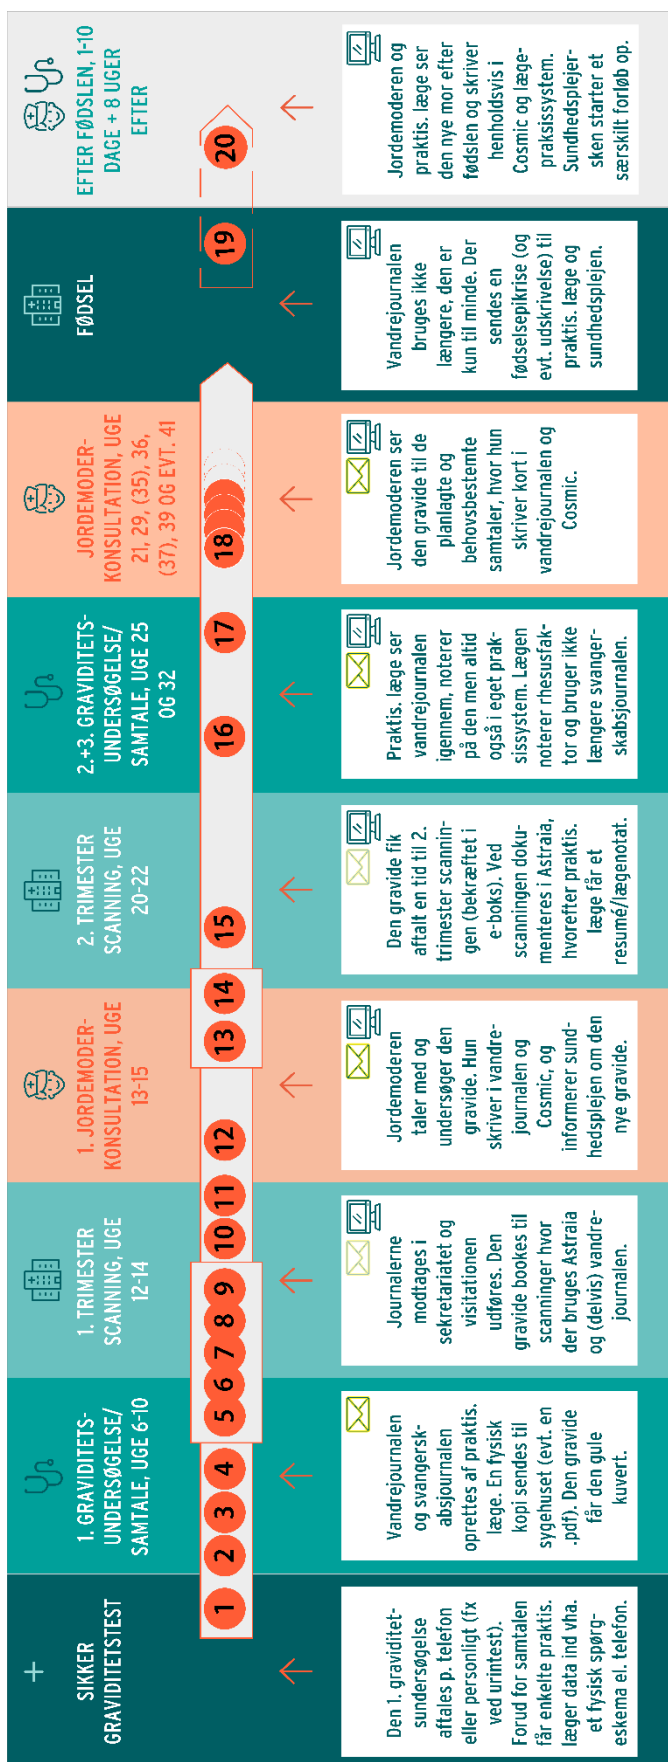 SIKKER
GRAVIDITETSTEST
1
Den 1. graviditet-
sundersøgelse
aftales p. telefon
eller personligt (fx
ved urintest).
Forud for samtalen
får enkelte praktis.
læger data ind vha.
et fysisk spørg-
eskema el. telefon.
1. GRAVIDITETS-
UNDERSØGELSE/
SAMTALE, UGE 6-10
2 3 4
Vandrejournalen
og svangersk-
absjournalen
oprettes af praktis.
læge. En fysisk
kopi sendes til
sygehuset (evt. en
.pdf). Den gravide
får den gule
kuvert.
1. TRIMESTER
SCANNING, UGE
12-14
5 6 7 8 9 10 11
Journalerne
modtages i
sekretariatet og
visitationen
udføres. Den
gravide bookes til
scanninger hvor
der bruges Astraia
og (delvis) vandre-
journalen.
1. JORDEMODER-
KONSULTATION, UGE
13-15
12 13 14
Jordemoderen
taler med og
undersøger den
gravide. Hun
skriver i vandre-
journalen og
Cosmic, og
informerer sund-
hedsplejen om den
nye gravide.
2. TRIMESTER
SCANNING, UGE
20-22
15
Den gravide fik
aftalt en tid til 2.
trimester scannin-
gen (bekræftet i
e-boks). Ved
scanningen doku-
menteres i Astraia,
hvorefter praktis.
læge får et
resumé/lægenotat.
2.+3. GRAVIDITETS-
UNDERSØGELSE/
SAMTALE, UGE 25
OG 32
16 17
Praktis. læge ser
vandrejournalen
igennem, noterer
på den men altid
også i eget prak-
sissystem. Lægen
noterer rhesusfak-
tor og bruger ikke
længere svanger-
skabsjournalen.
JORDEMODER-
KONSULTATION, UGE
21, 29, (35), 36,
(37), 39 OG EVT. 41
18
Jordemoderen ser
den gravide til de
planlagte og
behovsbestemte
samtaler, hvor hun
skriver kort i
vandrejournalen og
Cosmic.
FØDSEL
19
Vandrejournalen
bruges ikke
længere, den er
kun til minde. Der
sendes en
fødselsepikrise (og
evt. udskrivelse) til
praktis. læge og
sundhedsplejen.
EFTER FØDSLEN, 1-10
DAGE + 8 UGER
EFTER
20
Jordemoderen og
praktis. læge ser
den nye mor efter
fødslen og skriver
henholdsvis i
Cosmic og læge-
praksissystem.
Sundhedsplejer-
sken starter et
særskilt forløb op.